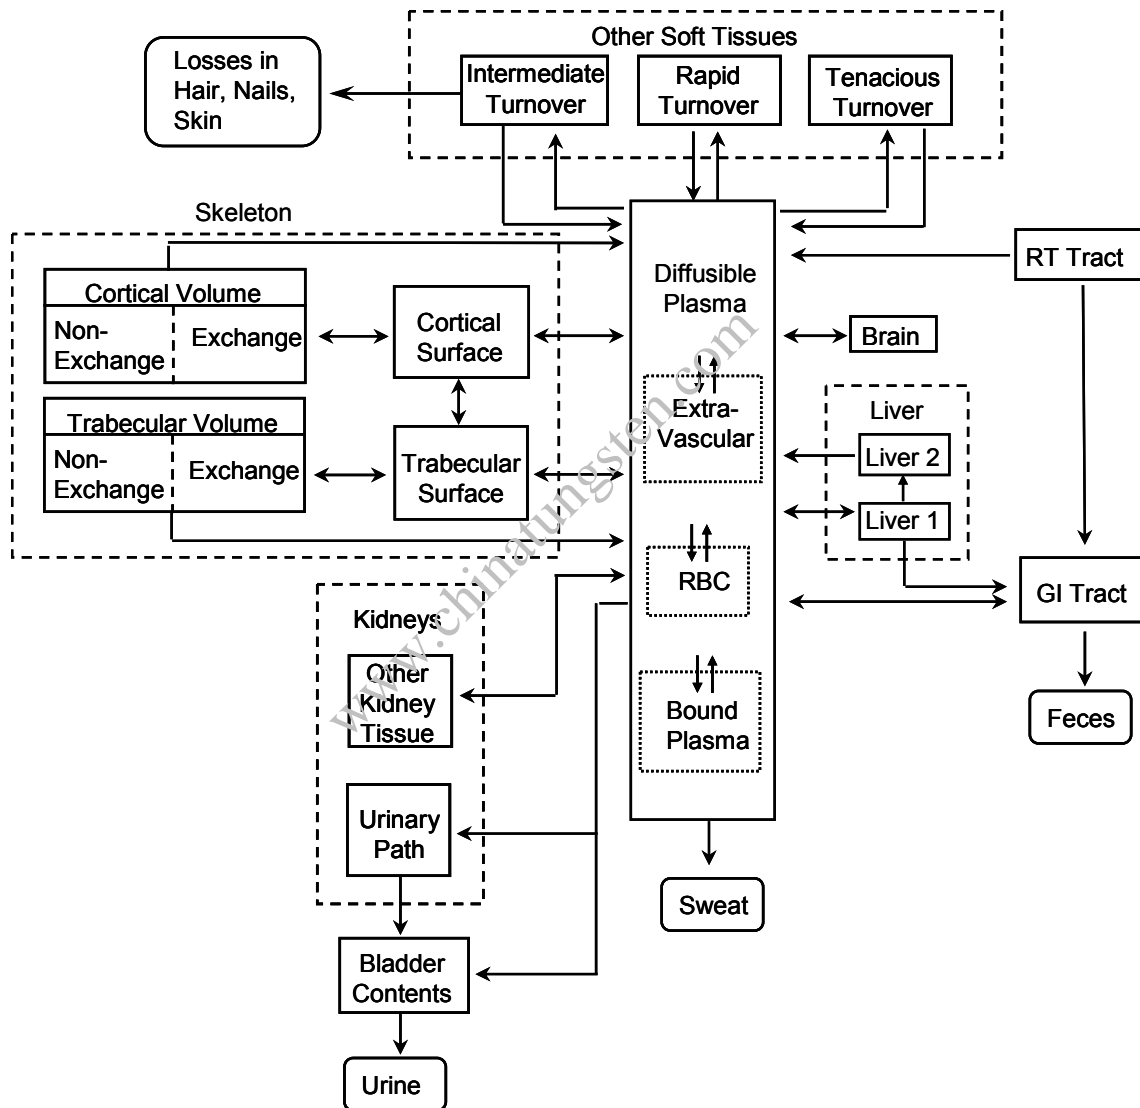 Other Soft Tissues
Losses in
Hair, Nails,
Skin
Intermediate
Turnover
Rapid
Turnover
Tenacious
Turnover
Skeleton
Cortical Volume
Non-
Exchange
Exchange
Cortical
Surface
Trabecular Volume
Non-
Exchange
Exchange
Trabecular
Surface
Diffusible
Plasma
Extra-
Vascular
RBC
Bound
Plasma
RT Tract
Brain
Liver
Liver 2
Liver 1
GI Tract
Feces
Kidneys
Other
Kidney
Tissue
Urinary
Path
Sweat
Bladder
Contents
Urine
www.chinatungsten.com